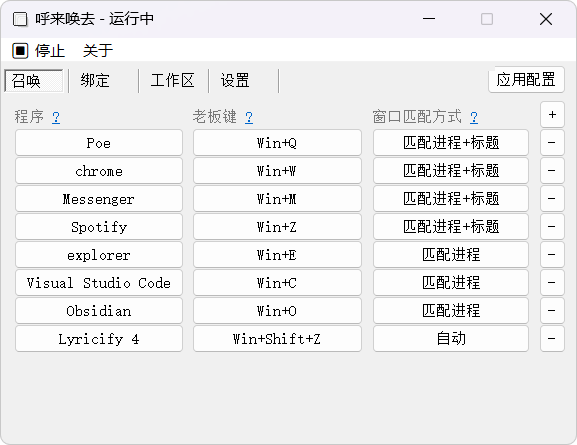 呼来唤去 - 运行中
停止 关于
召唤 绑定 工作区 设置 应用配置
程序 ? 老板键 ? 窗口匹配方式 ? +
Poe Win+Q 匹配进程+标题 -
chrome Win+W 匹配进程+标题 -
Messenger Win+M 匹配进程+标题 -
Spotify Win+Z 匹配进程+标题 -
explorer Win+E 匹配进程 -
Visual Studio Code Win+C 匹配进程 -
Obsidian Win+O 匹配进程 -
Lyricify 4 Win+Shift+Z 自动 -